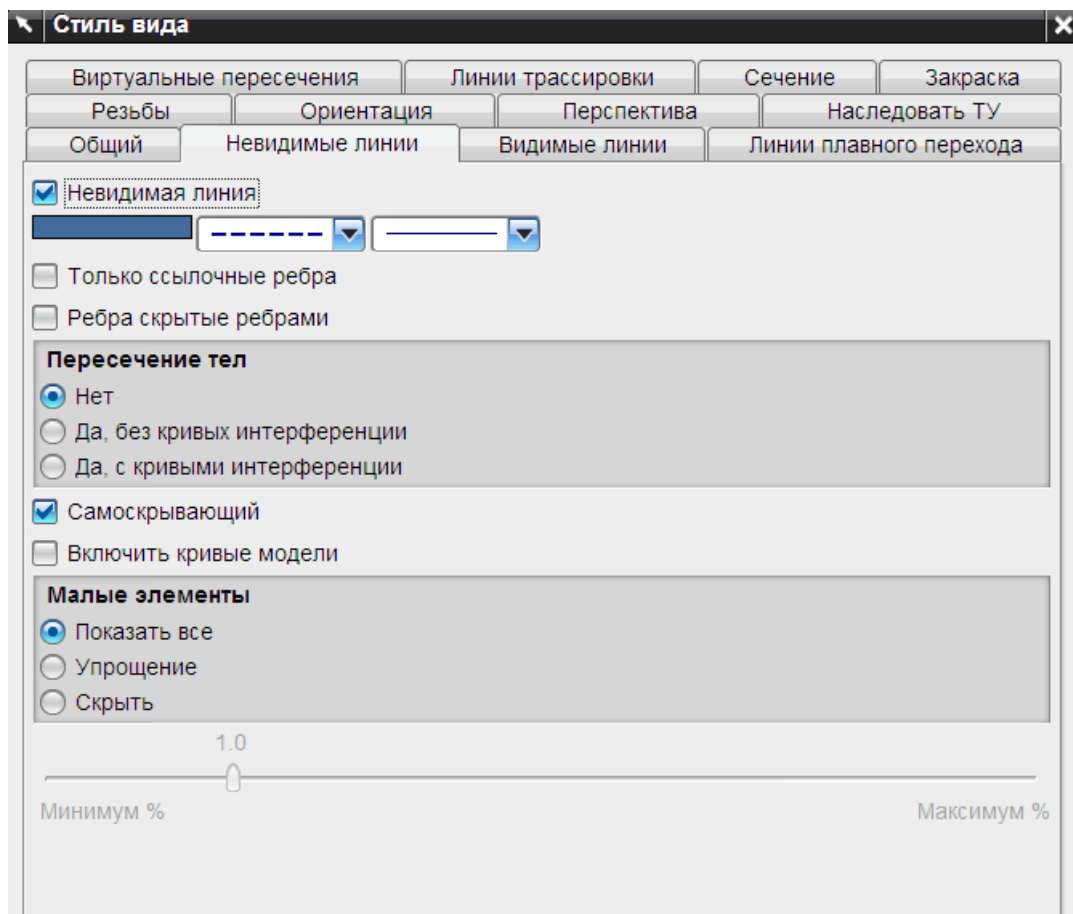 Стиль вида
Виртуальные пересечения Линии трассировки Сечение Закраска
Резьбы Ориентация Перспектива Наследовать ТУ
Общий Невидимые линии Видимые линии Линии плавного перехода
Невидимая линия
Только ссылочные ребра
Ребра скрытые ребрами
Пересечение тел
Нет
Да, без кривых интерференции
Да, с кривыми интерференции
Самоскрывающий
Включить кривые модели
Малые элементы
Показать все
Упрощение
Скрыть
1.0
Минимум % Максимум %